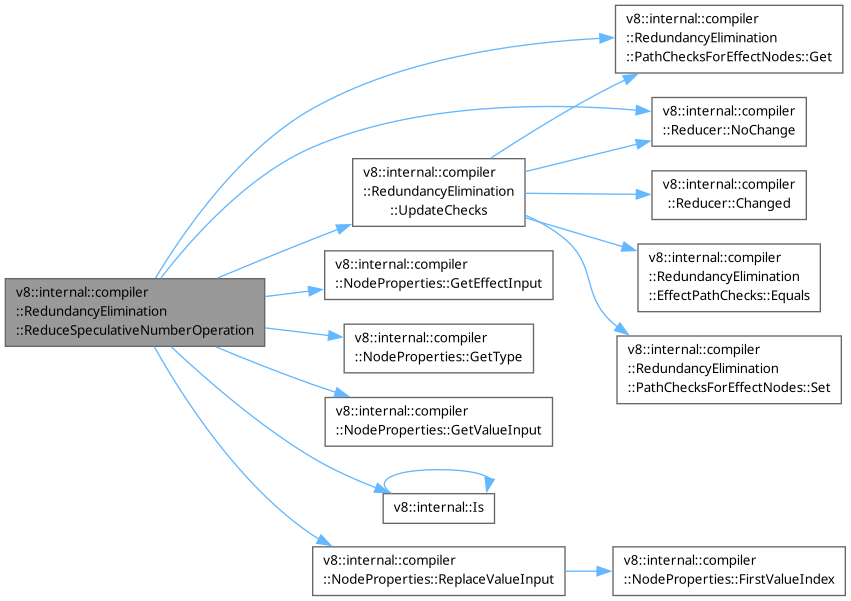 v8::internal::compiler
::RedundancyElimination
::PathChecksForEffectNodes::Get
v8::internal::compiler
::Reducer::NoChange
v8::internal::compiler
::RedundancyElimination
::UpdateChecks
v8::internal::compiler
::Reducer::Changed
v8::internal::compiler
::RedundancyElimination
::EffectPathChecks::Equals
v8::internal::compiler
::NodeProperties::GetEffectInput
v8::internal::compiler
::RedundancyElimination
::ReduceSpeculativeNumberOperation
v8::internal::compiler
::NodeProperties::GetType
v8::internal::compiler
::RedundancyElimination
::PathChecksForEffectNodes::Set
v8::internal::compiler
::NodeProperties::GetValueInput
v8::internal::Is
v8::internal::compiler
::NodeProperties::ReplaceValueInput
v8::internal::compiler
::NodeProperties::FirstValueIndex